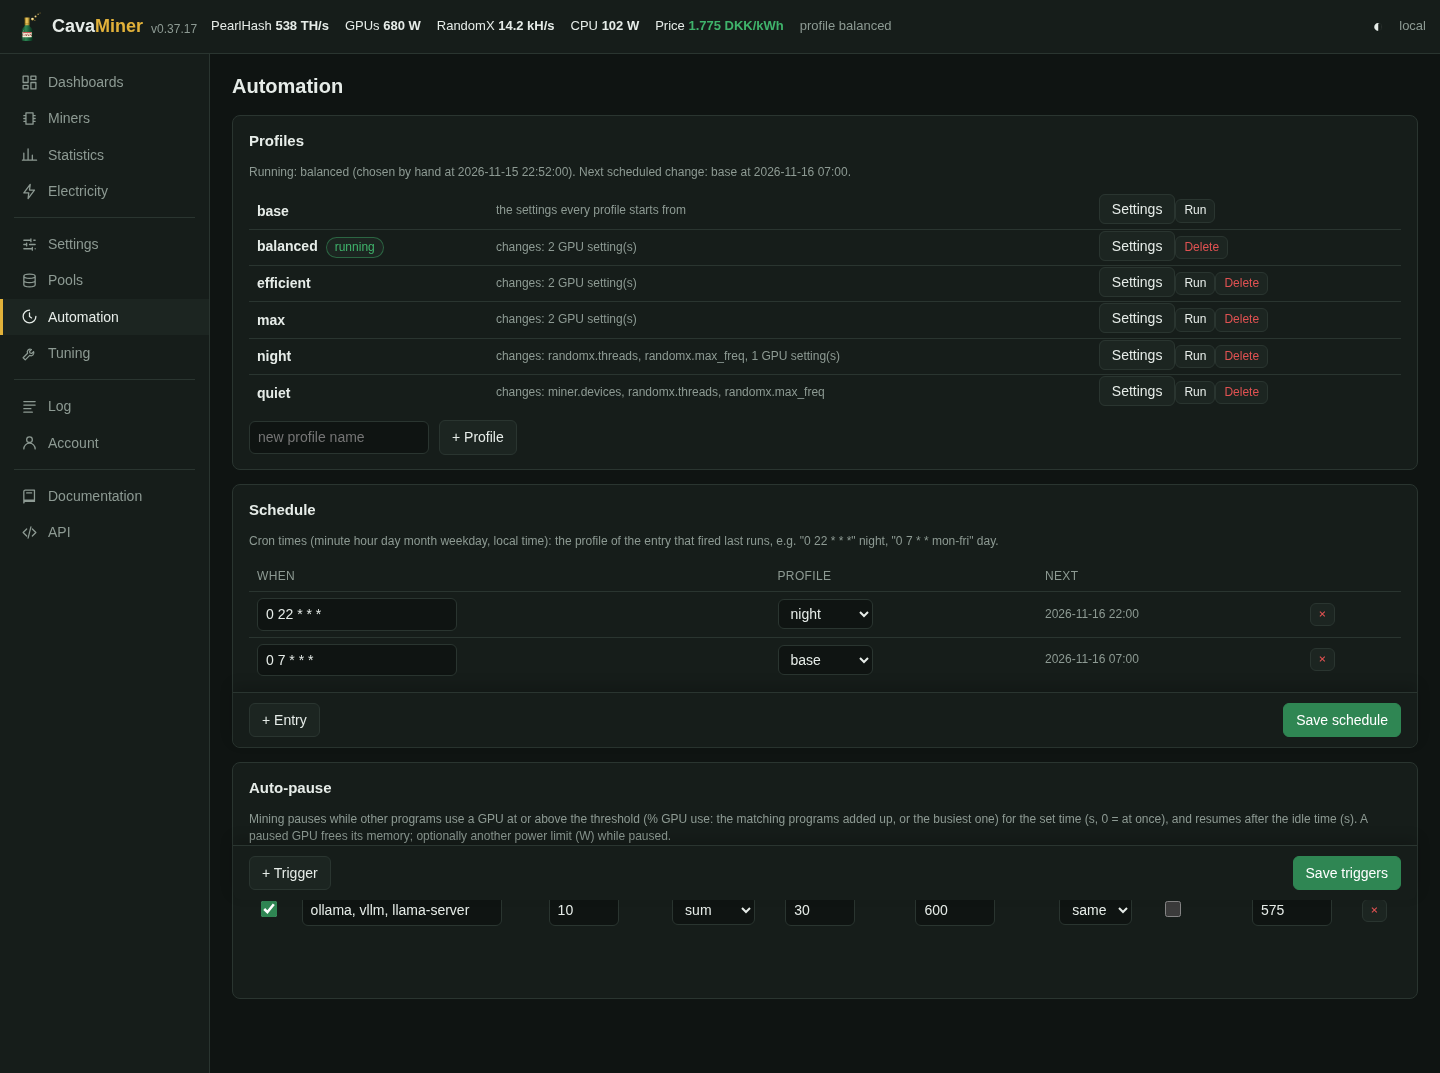 CavaMiner v0.37.17 PearlHash 538 TH/s GPUs 680 W RandomX 14.2 kH/s CPU 102 W Price 1.775 DKK/kWh profile balanced local
Dashboards
Miners
Statistics
Electricity
Settings
Pools
Automation
Tuning
Log
Account
Documentation
API
Automation
Profiles
Running: balanced (chosen by hand at 2026-11-15 22:52:00). Next scheduled change: base at 2026-11-16 07:00.
base the settings every profile starts from Settings Run
balanced running changes: 2 GPU setting(s) Settings Delete
efficient changes: 2 GPU setting(s) Settings Run Delete
max changes: 2 GPU setting(s) Settings Run Delete
night changes: randomx.threads, randomx.max_freq, 1 GPU setting(s) Settings Run Delete
quiet changes: miner.devices, randomx.threads, randomx.max_freq Settings Run Delete
new profile name + Profile
Schedule
Cron times (minute hour day month weekday, local time): the profile of the entry that fired last runs, e.g. "0 22 * * *" night, "0 7 * * mon-fri" day.
WHEN PROFILE NEXT
0 22 * * * night 2026-11-16 22:00 ×
0 7 * * * base 2026-11-16 07:00 ×
+ Entry Save schedule
Auto-pause
Mining pauses while other programs use a GPU at or above the threshold (% GPU use: the matching programs added up, or the busiest one) for the set time (s, 0 = at once), and resumes after the idle time (s). A
paused GPU frees its memory; optionally another power limit (W) while paused.
+ Trigger Save triggers
ollama, vllm, llama-server 10 sum 30 600 same 575 ×